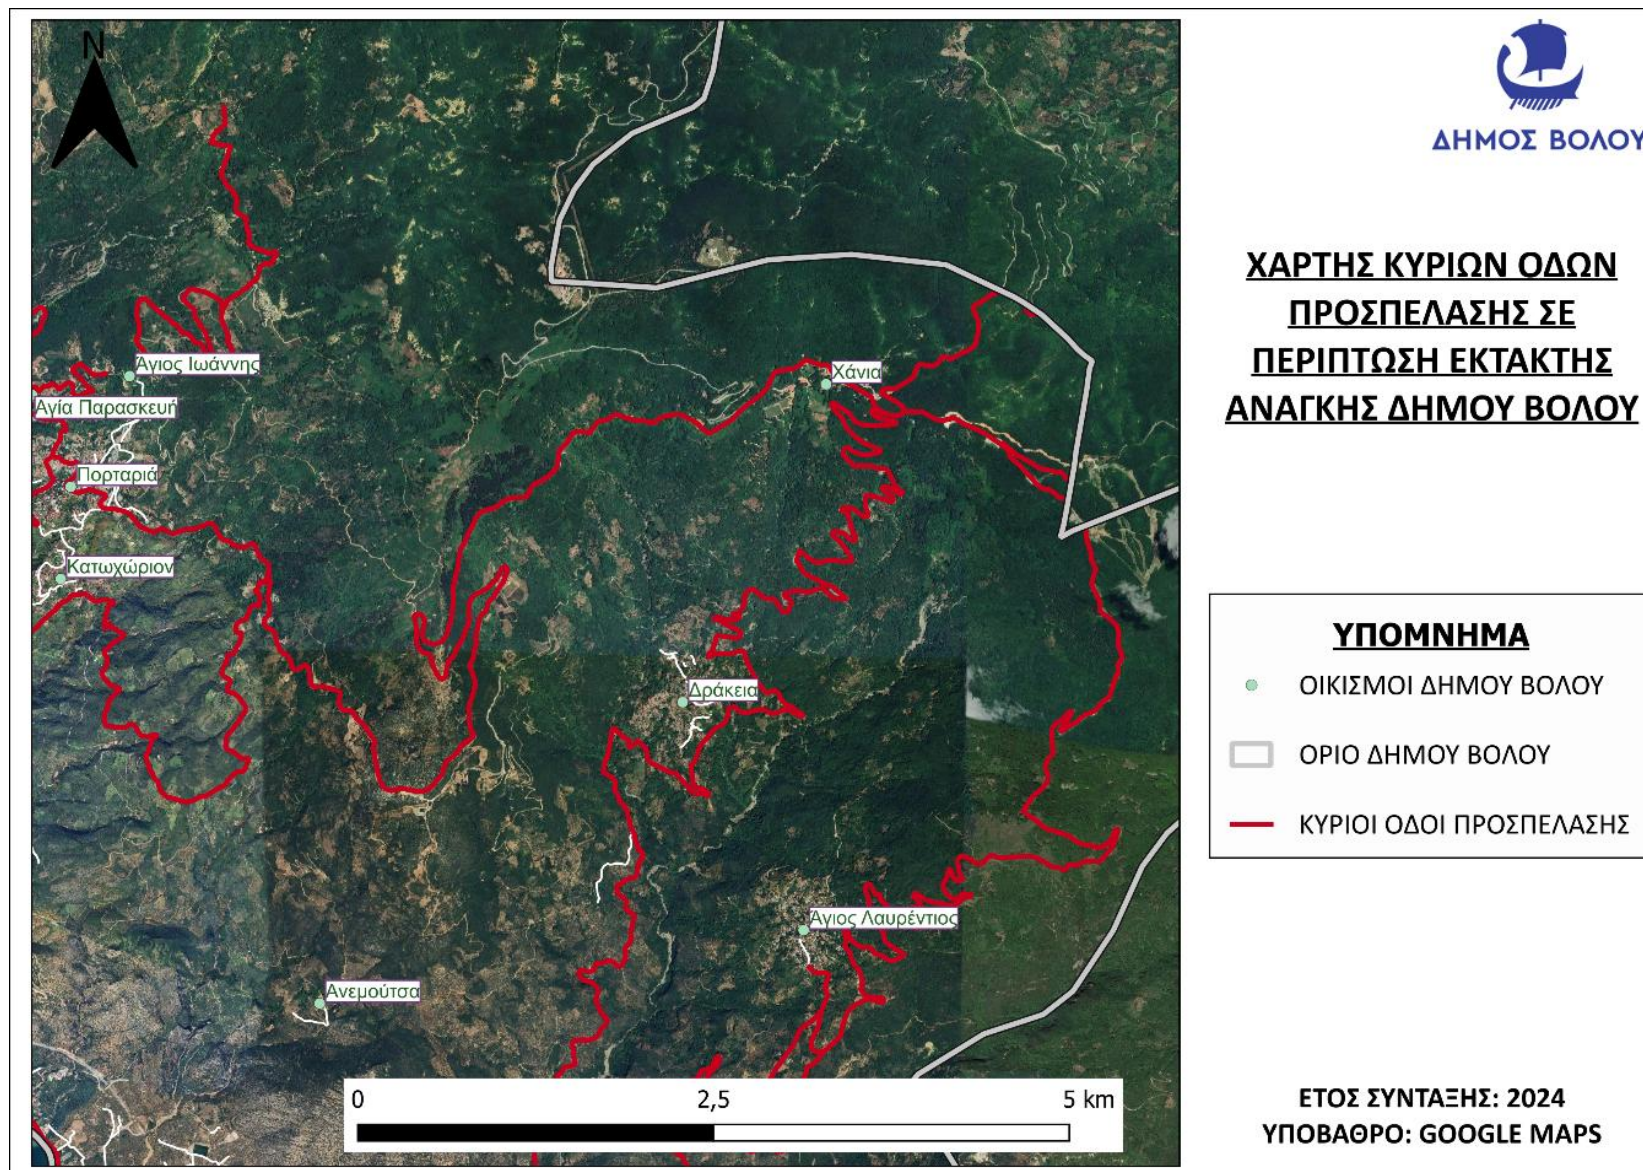 N
ΔΗΜΟΣ ΒΟΛΟΥ
ΧΑΡΤΗΣ ΚΥΡΙΩΝ ΟΔΩΝ
ΠΡΟΣΠΕΛΑΣΗΣ ΣΕ
ΠΕΡΙΠΤΩΣΗ ΕΚΤΑΚΤΗΣ
ΑΝΑΓΚΗΣ ΔΗΜΟΥ ΒΟΛΟΥ
Άγιος Ιωάννης
Χάνια
Αγία Παρασκευή
Πορταριά
Κατωχώριον
Δράκεια
Άγιος Λαυρέντιος
Ανεμούτσα
ΥΠΟΜΝΗΜΑ
ΟΙΚΙΣΜΟΙ ΔΗΜΟΥ ΒΟΛΟΥ
ΟΡΙΟ ΔΗΜΟΥ ΒΟΛΟΥ
ΚΥΡΙΟΙ ΟΔΟΙ ΠΡΟΣΠΕΛΑΣΗΣ
0 2,5 5 km
ΕΤΟΣ ΣΥΝΤΑΞΗΣ: 2024
ΥΠΟΒΑΘΡΟ: GOOGLE MAPS